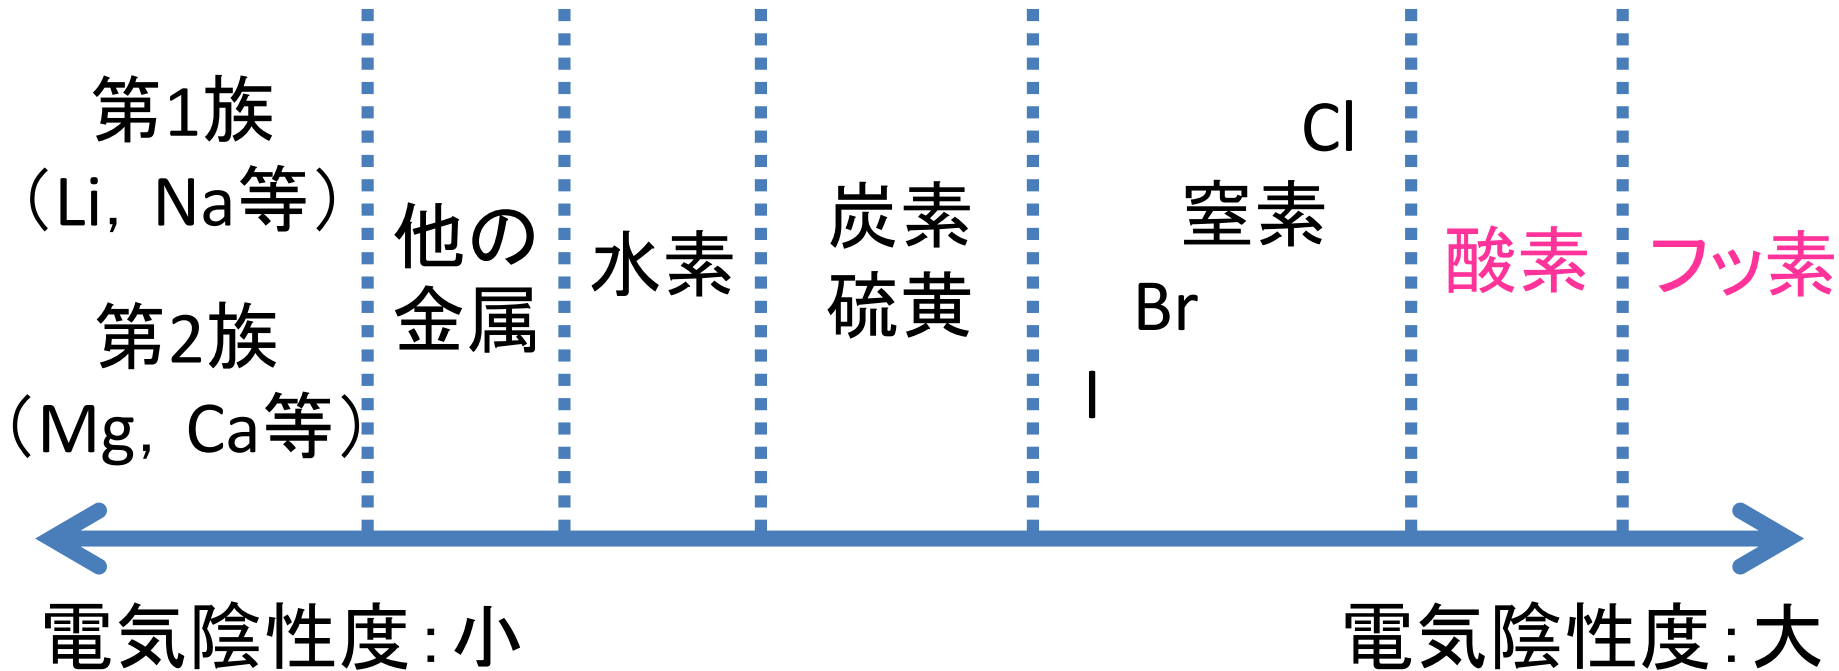 第1族
（Li，Na等）
第2族
（Mg，Ca等）
他の
金属
水素
炭素
硫黄
Cl
窒素
Br
I
酸素
フッ素
電気陰性度：小
電気陰性度：大